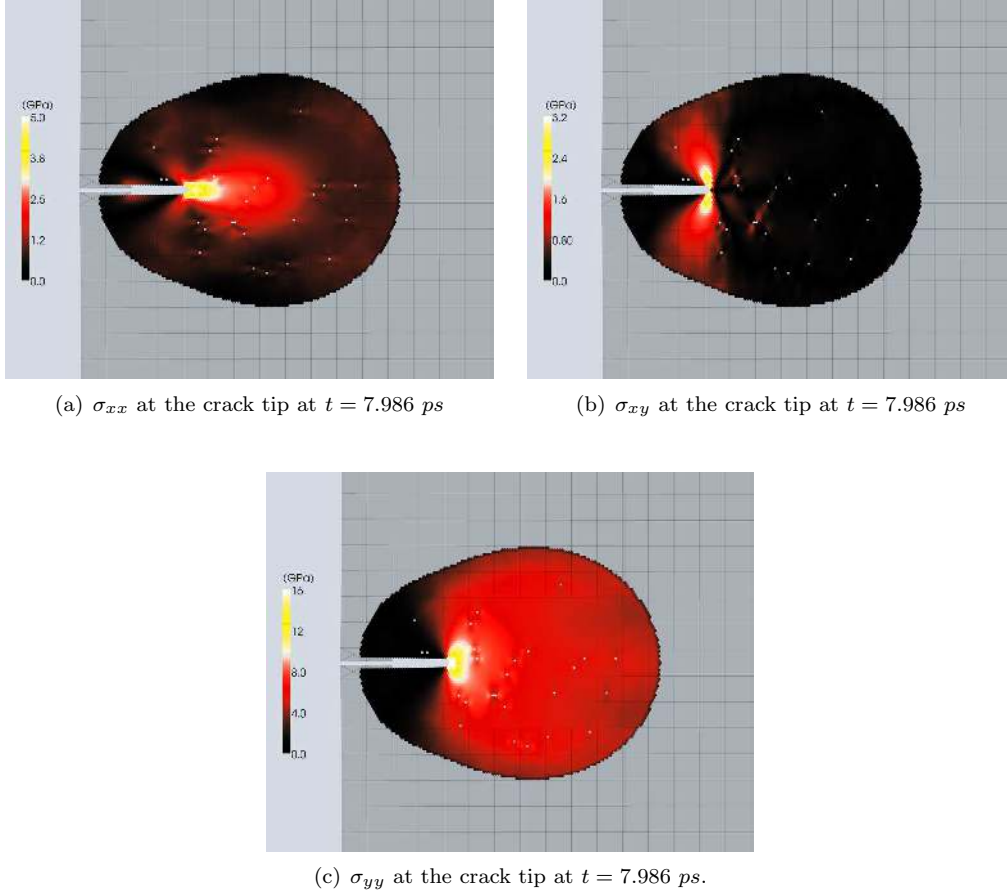 (GPa)
5.0
3.8
2.5
1.2
0.0
(GPa)
3.2
2.4
1.6
0.80
0.0
(a) σxx at the crack tip at t = 7.986 ps
(b) σxy at the crack tip at t = 7.986 ps
(GPa)
16
12
8.0
4.0
0.0
(c) σyy at the crack tip at t = 7.986 ps.